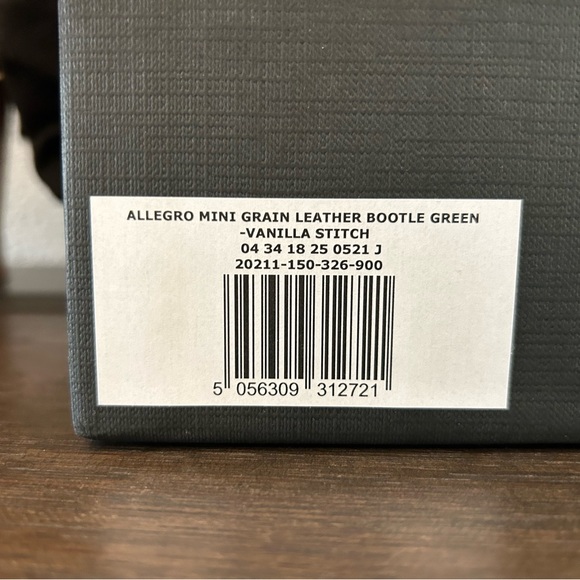 ALLEGRO MINI GRAIN LEATHER BOOTLE GREEN
-VANILLA STITCH
04 34 18 25 0521 J
20211-150-326-900
5 056309 312721